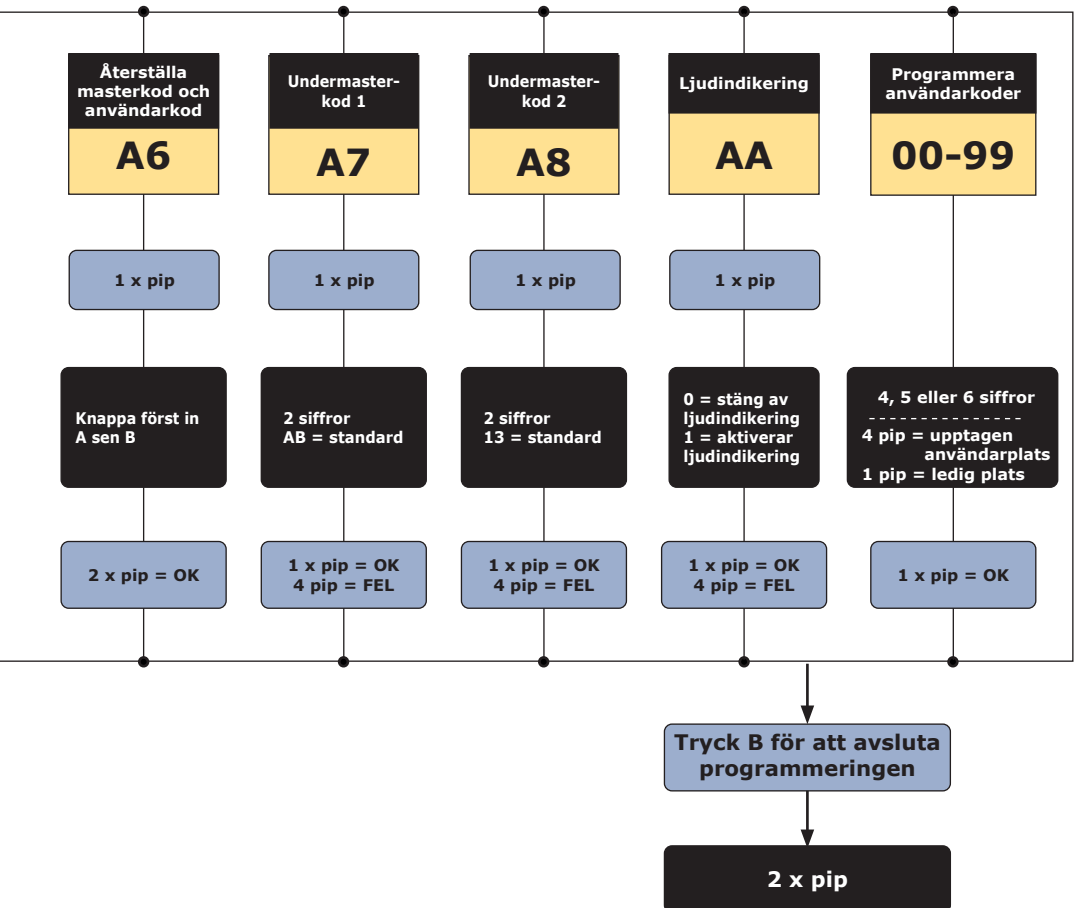 Återställa
masterkod och
användarkod
A6
1 x pip
Knappa först in
A sen B
2 x pip = OK
Undermaster-
kod 1
A7
1 x pip
2 siffror
AB = standard
1 x pip = OK
4 pip = FEL
Undermaster-
kod 2
A8
1 x pip
2 siffror
13 = standard
1 x pip = OK
4 pip = FEL
Ljudindikering
AA
1 x pip
0 = stäng av
ljudindikering
1 = aktiverar
ljudindikering
1 x pip = OK
4 pip = FEL
Programmera
användarkoder
00-99
4, 5 eller 6 siffror
- - - - - - - - - - - - - - -
4 pip = upptagen
användarplats
1 pip = ledig plats
1 x pip = OK
Tryck B för att avsluta
programmeringen
2 x pip